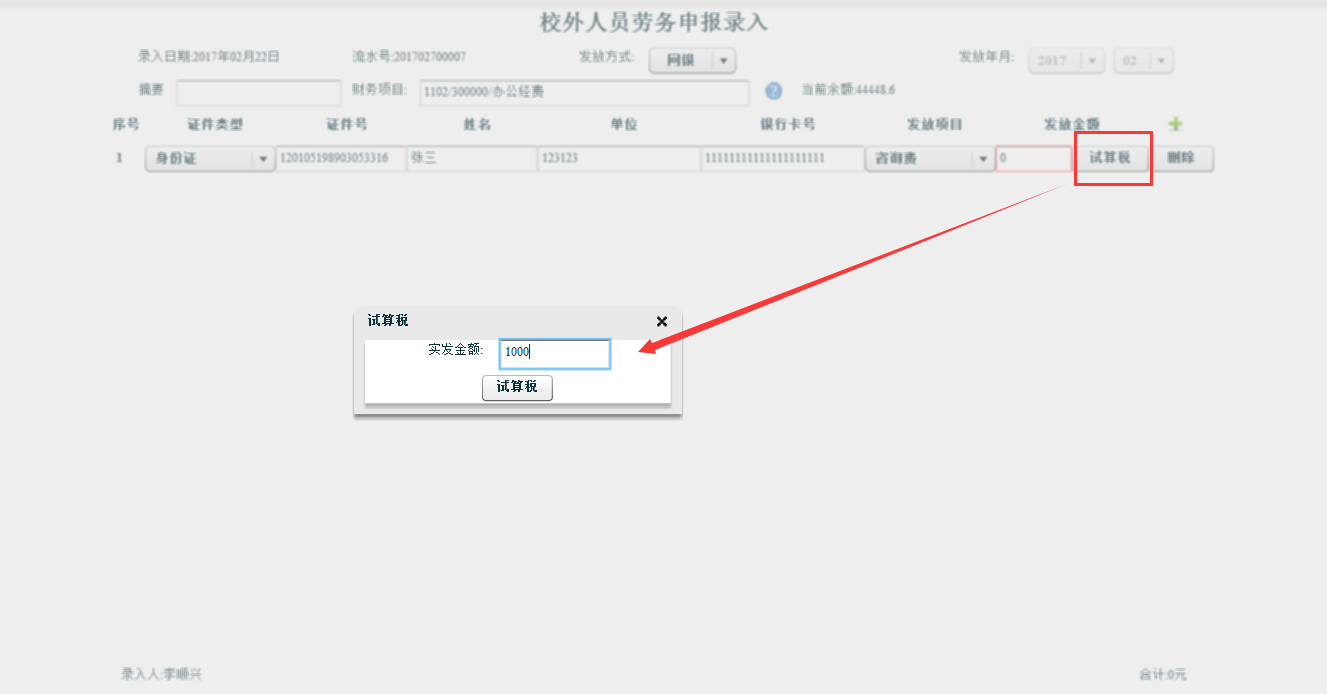 校外人员劳务申报录入
录入日期:2017年02月22日 流水号:201702700007 发放方式: 网银 发放年月: 2017 02
摘要 财务项目: 1102/300000/办公经费 ? 当前余额:44448.6
序号 证件类型 证件号 姓名 单位 银行卡号 发放项目 发放金额
1 身份证 120105198903053316 张三 123123 1111111111111111111 咨询费 0 试算税 删除
试算税
实发金额: 1000
试算税
录入人:李顺兴 合计:0元